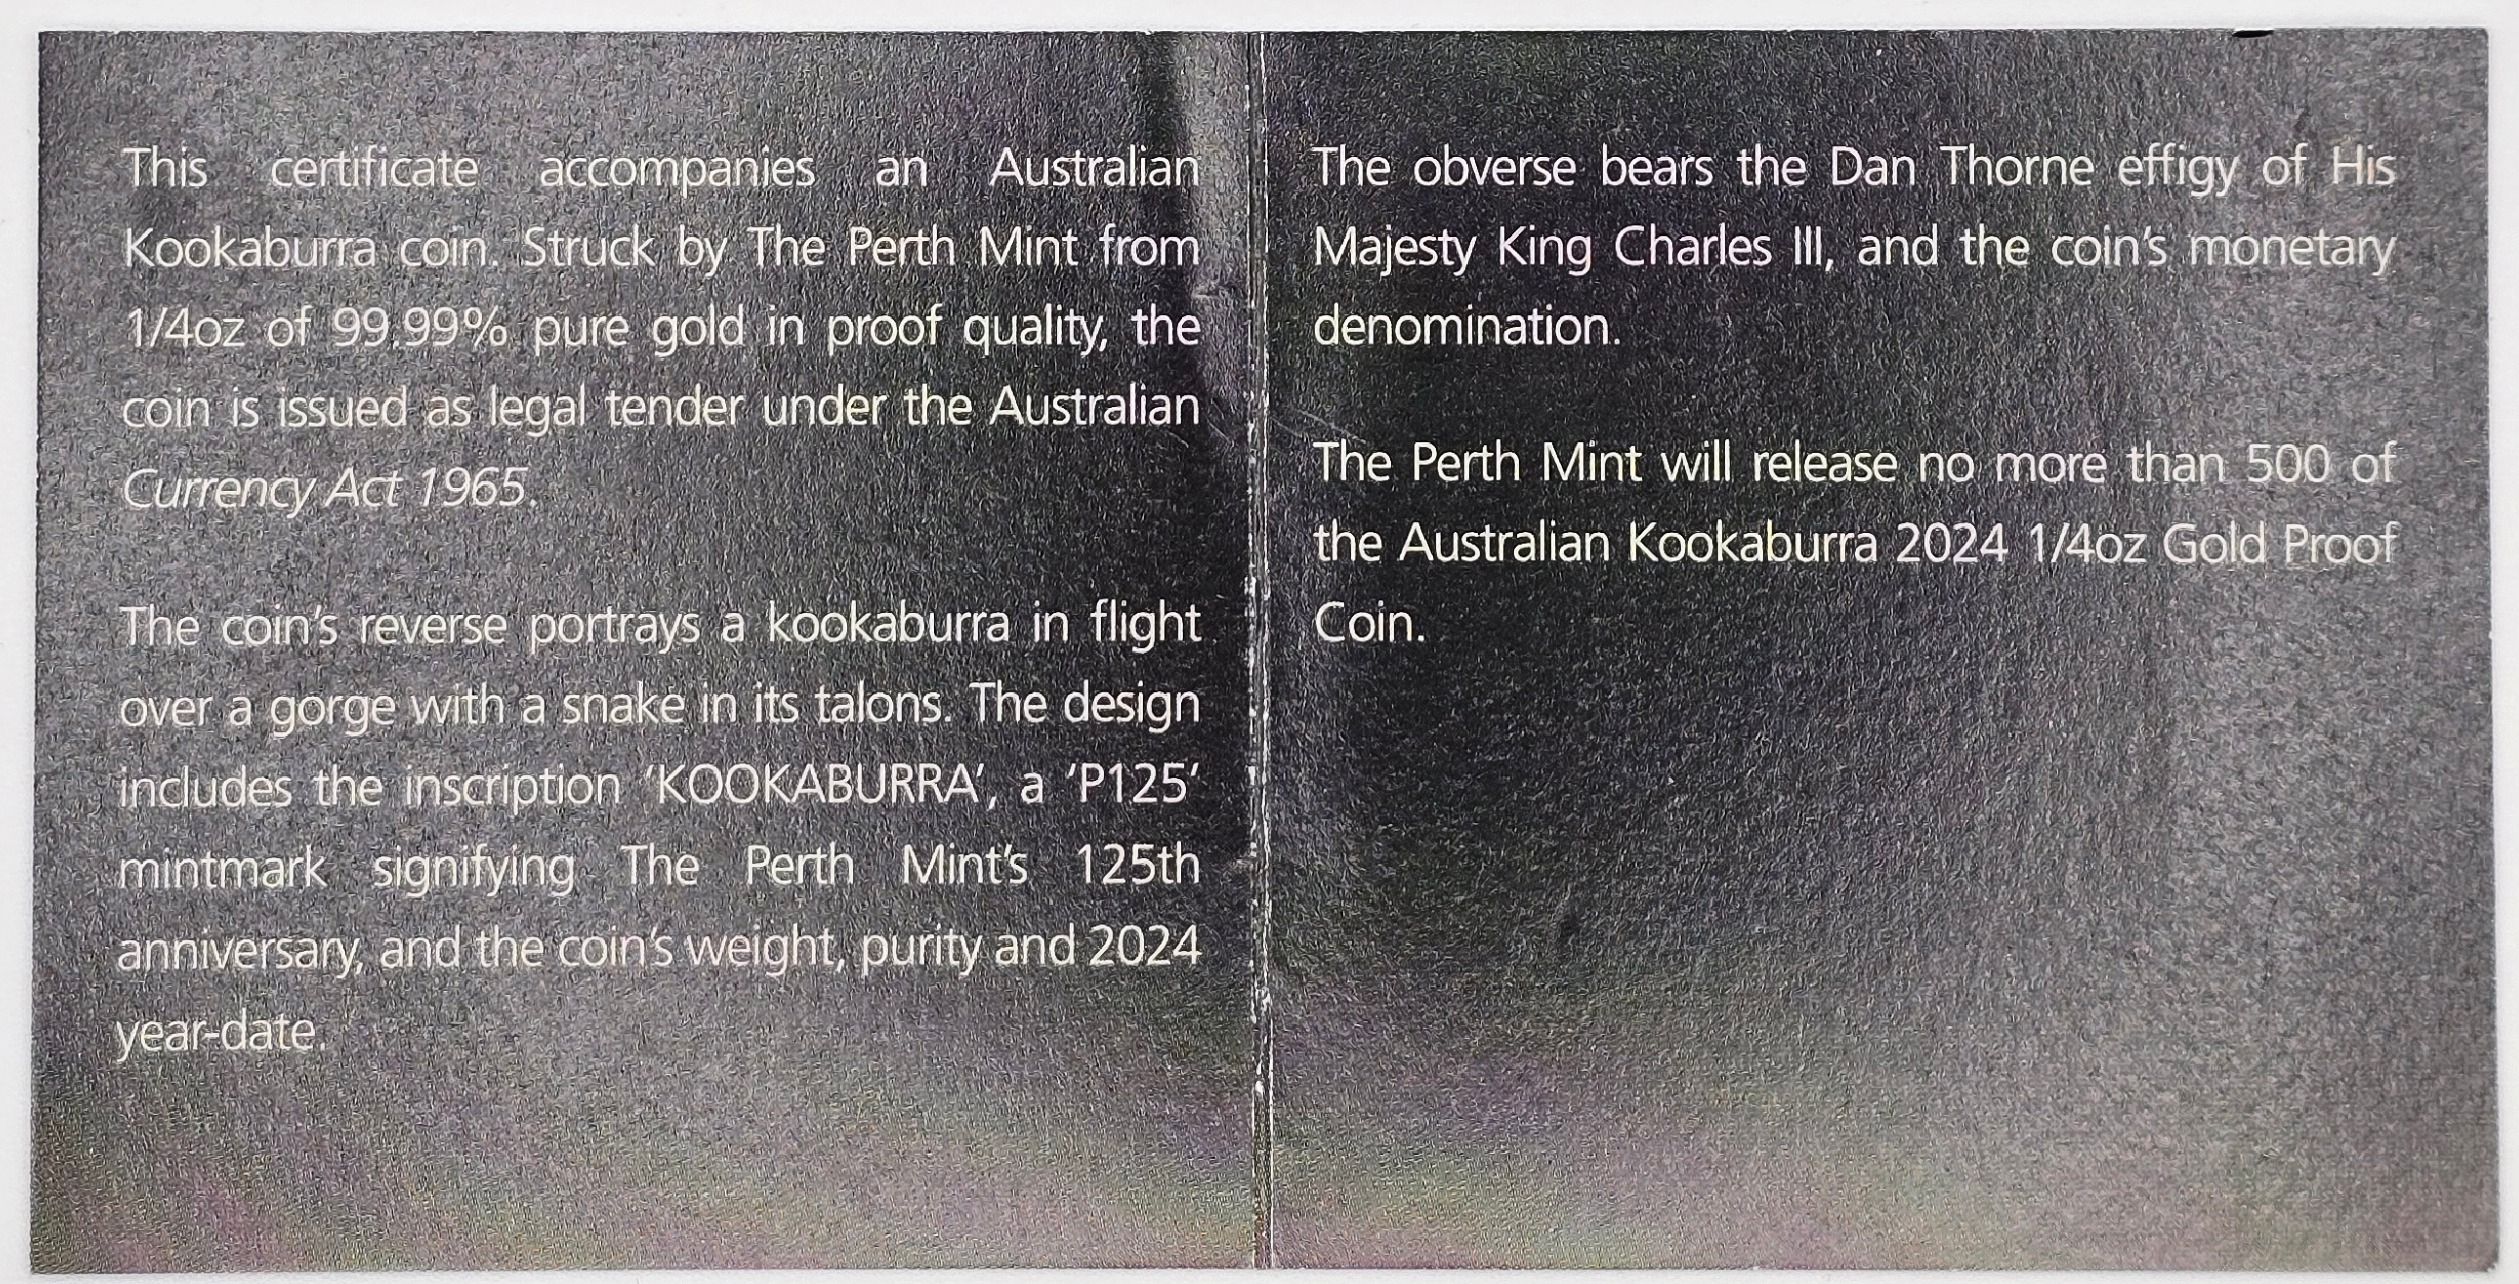 This certificate accompanies an Australian
Kookaburra coin. Struck by The Perth Mint from
1/4oz of 99.99% pure gold in proof quality, the
coin is issued as legal tender under the Australian
Currency Act 1965.
The coin's reverse portrays a kookaburra in flight
over a gorge with a snake in its talons. The design
includes the inscription 'KOOKABURRA', a 'P125'
mintmark signifying The Perth Mint's 125th
anniversary, and the coin's weight, purity and 2024
year-date.
The obverse bears the Dan Thorne effigy of His
Majesty King Charles III, and the coin's monetary
denomination.
The Perth Mint will release no more than 500 of
the Australian Kookaburra 2024 1/4oz Gold Proof
Coin.